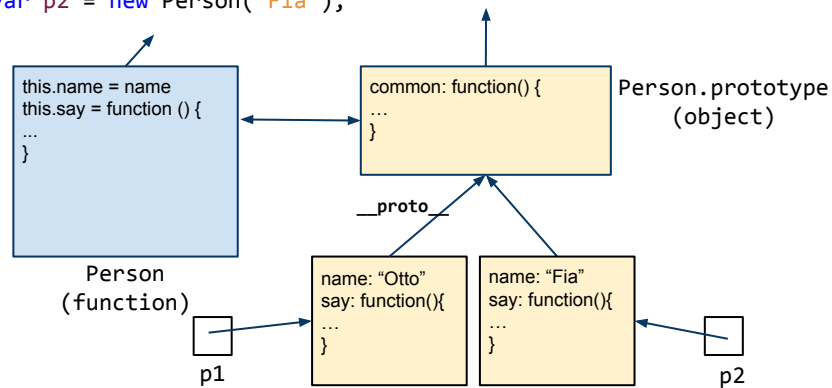 var p2 = new Person("Fia");
this.name = name
this.say = function () {
...
}
common: function() {
…
}
Person.prototype
(object)
__proto__
Person
(function)
name: “Otto”
say: function(){
…
}
name: “Fia”
say: function(){
…
}
p1
p2